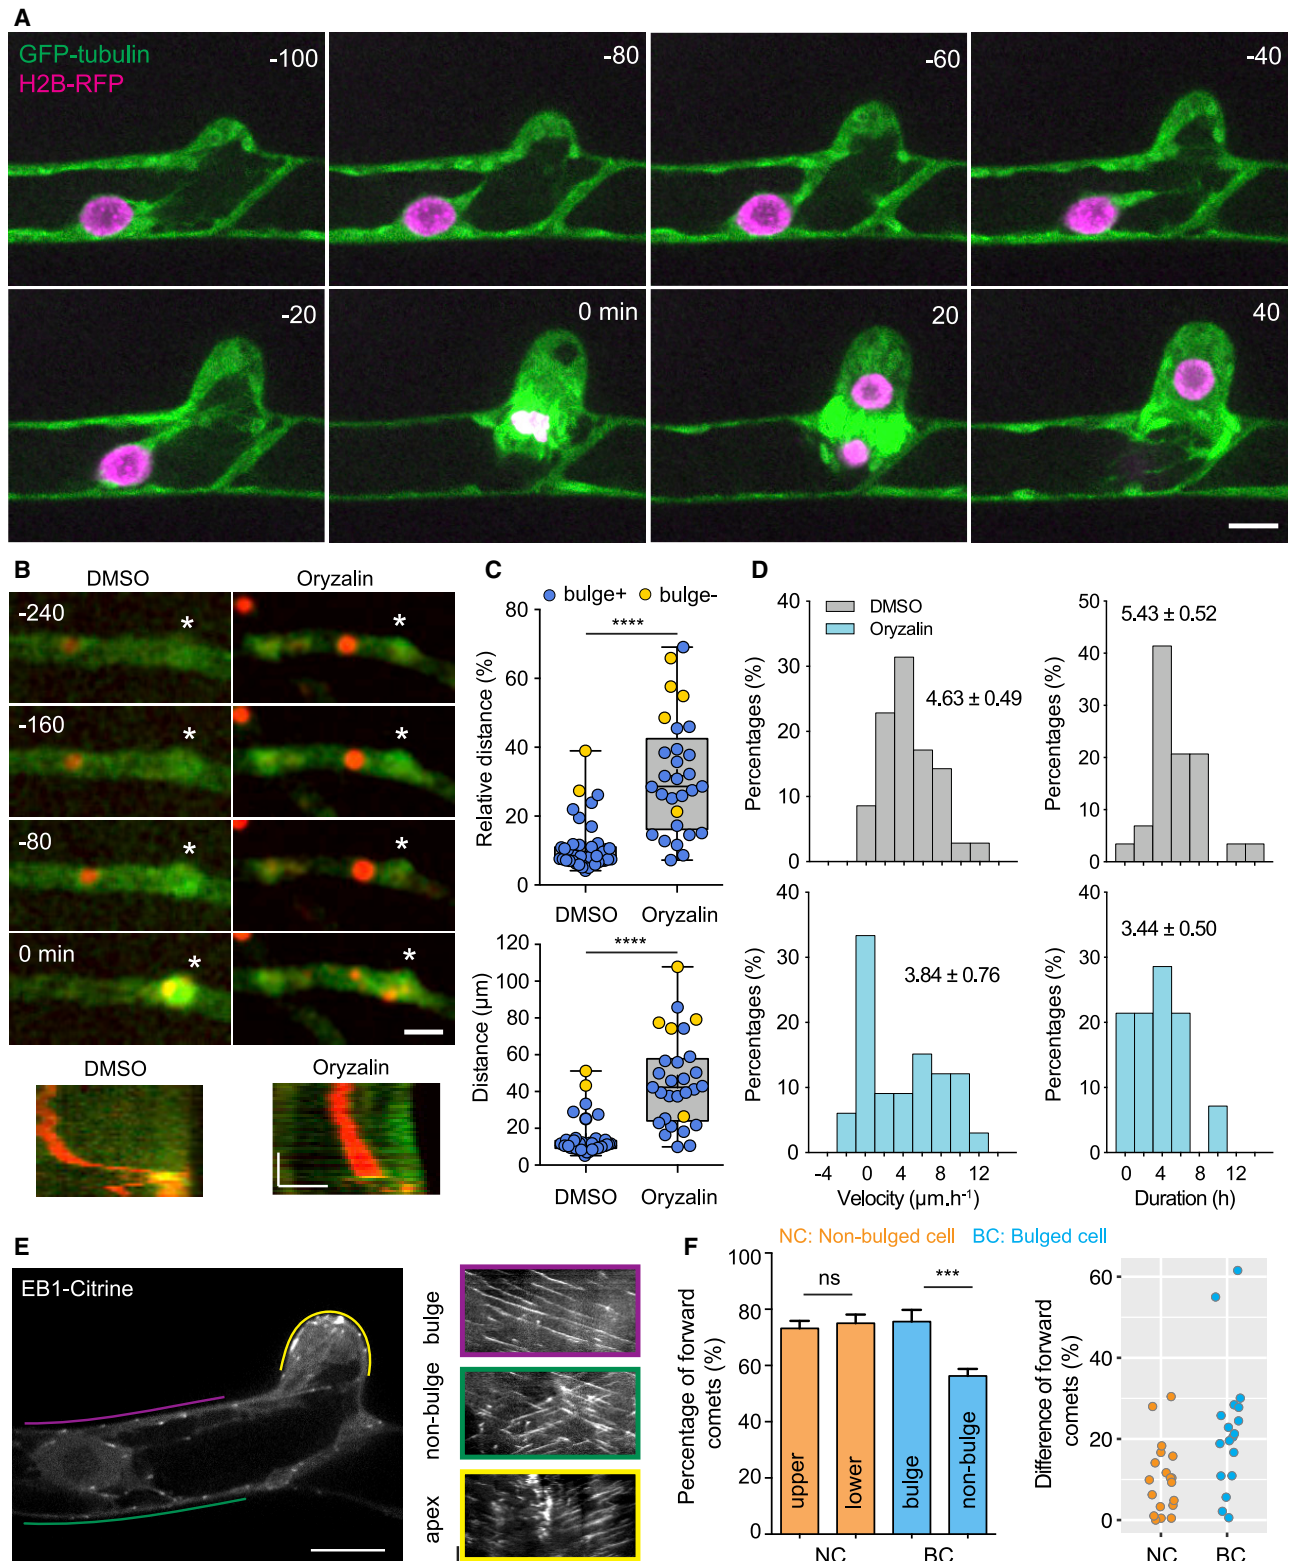 A
GFP-tubulin
H2B-RFP
-100
-80
-60
-40
-20
0 min
20
40
B
DMSO
Oryzalin
-240
*
*
-160
*
*
-80
*
*
0 min
*
*
DMSO
Oryzalin
C
bulge+
bulge-
80
60
40
20
0
Relative distance (%)
****
DMSO
Oryzalin
120
100
80
60
40
20
0
Distance (µm)
****
DMSO
Oryzalin
D
DMSO
Oryzalin
40
30
20
10
0
Percentages (%)
4.63 ± 0.49
50
40
30
20
10
0
Percentages (%)
5.43 ± 0.52
40
30
20
10
0
Percentages (%)
3.84 ± 0.76
-4
0
4
8
12
Velocity (µm.h-¹)
40
30
20
10
0
Percentages (%)
3.44 ± 0.50
0
4
8
12
Duration (h)
E
EB1-Citrine
bulge
non-bulge
apex
F
NC: Non-bulged cell
BC: Bulged cell
100
80
60
40
20
0
Percentage of forward
comets (%)
ns
***
upper
lower
bulge
non-bulge
NC
BC
60
40
20
0
Difference of forward
comets (%)
NC
BC